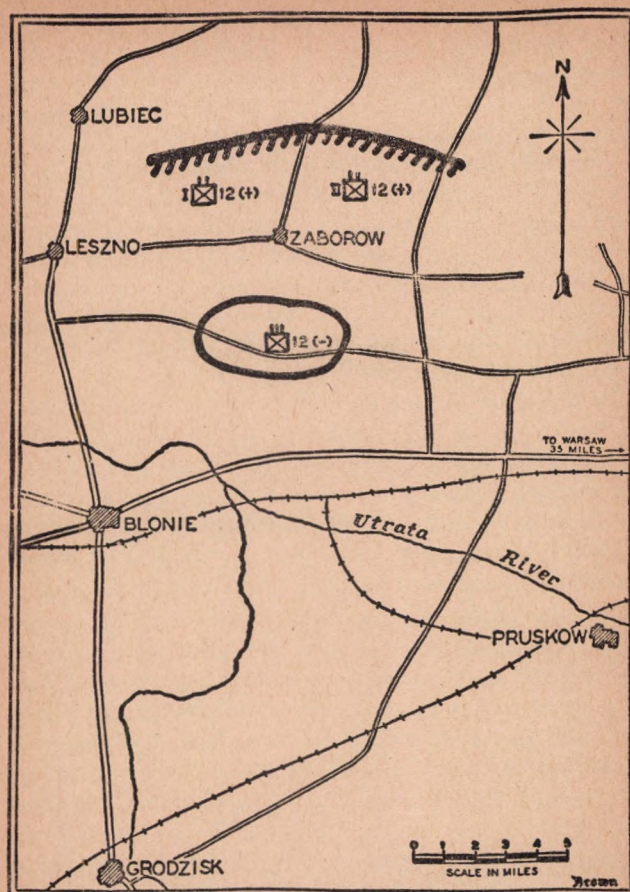 N
LUBIEC
I 12(+)
II 12(+)
LESZNO
ZABOROW
12(-)
TO WARSAW
35 MILES
BLONIE
Utrata
River
PRUSKOW
GRODZISK
0 1 2 3 4 5
SCALE IN MILES
Brown